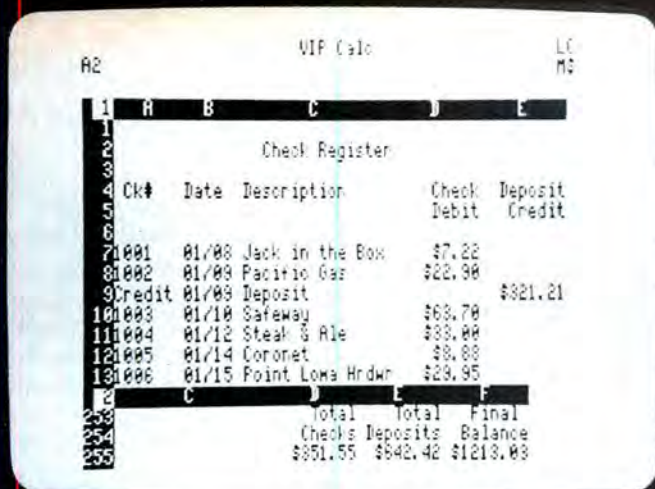 VIP Calc LC
A2 M$
1 A B C D E
1
2 Check Register
3
4 Ck# Date Description Check Deposit
5 Debit Credit
6
7 1001 01/08 Jack in the Box $7.22
8 1002 01/09 Pacific Gas $22.90
9 Credit 01/09 Deposit $321.21
10 1003 01/10 Safeway $63.70
11 1004 01/12 Steak & Ale $33.00
12 1005 01/14 Coronet $8.88
13 1006 01/15 Point Loma Hrdwr $29.95
2 C D E F
253 Total Total Final
254 Checks Deposits Balance
255 $351.55 $642.42 $1213.03